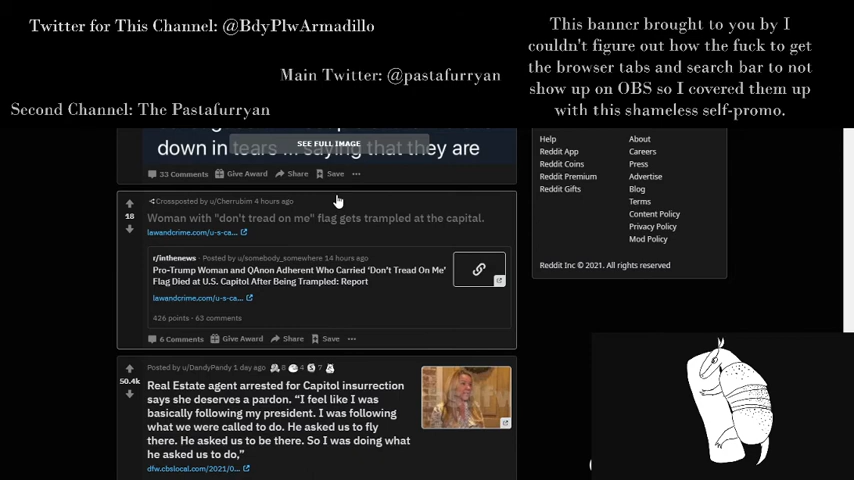 Twitter for This Channel: @BdyPlwArmadillo
Main Twitter: @pastafurryan
Second Channel: The Pastafurryan
This banner brought to you by I
couldn't figure out how the fuck to get
the browser tabs and search bar to not
show up on OBS so I covered them up
with this shameless self-promo.
SEE FULL IMAGE
down in tears ... saying that they are
33 Comments Give Award Share Save
Crossposted by u/Cherrubim 4 hours ago
18
Woman with "don't tread on me" flag gets trampled at the capital.
lawandcrime.com/u-s-ca...
r/inthenews · Posted by u/somebody_somewhere 14 hours ago
Pro-Trump Woman and QAnon Adherent Who Carried 'Don't Tread On Me'
Flag Died at U.S. Capitol After Being Trampled: Report
lawandcrime.com/u-s-ca...
426 points · 63 comments
6 Comments Give Award Share Save
Posted by u/DandyPandy 1 day ago 8 4 7
50.4k
Real Estate agent arrested for Capitol insurrection
says she deserves a pardon. "I feel like I was
basically following my president. I was following
what we were called to do. He asked us to fly
there. He asked us to be there. So I was doing what
he asked us to do,"
dfw.cbslocal.com/2021/0...
Help About
Reddit App Careers
Reddit Coins Press
Reddit Premium Advertise
Reddit Gifts Blog
Terms
Content Policy
Privacy Policy
Mod Policy
Reddit Inc © 2021. All rights reserved